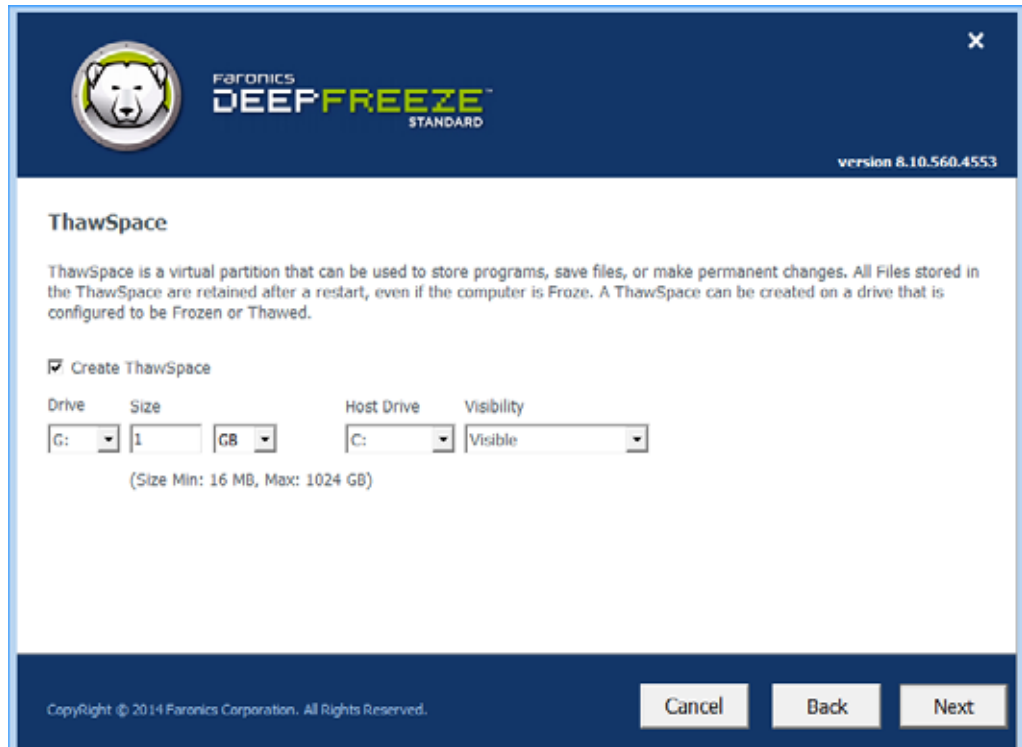 ×
FARONICS
DEEPFREEZE™
STANDARD
version 8.10.560.4553
ThawSpace
ThawSpace is a virtual partition that can be used to store programs, save files, or make permanent changes. All Files stored in
the ThawSpace are retained after a restart, even if the computer is Froze. A ThawSpace can be created on a drive that is
configured to be Frozen or Thawed.
Create ThawSpace
Drive Size Host Drive Visibility
G: 1 GB C: Visible
(Size Min: 16 MB, Max: 1024 GB)
CopyRight © 2014 Faronics Corporation. All Rights Reserved.
Cancel Back Next